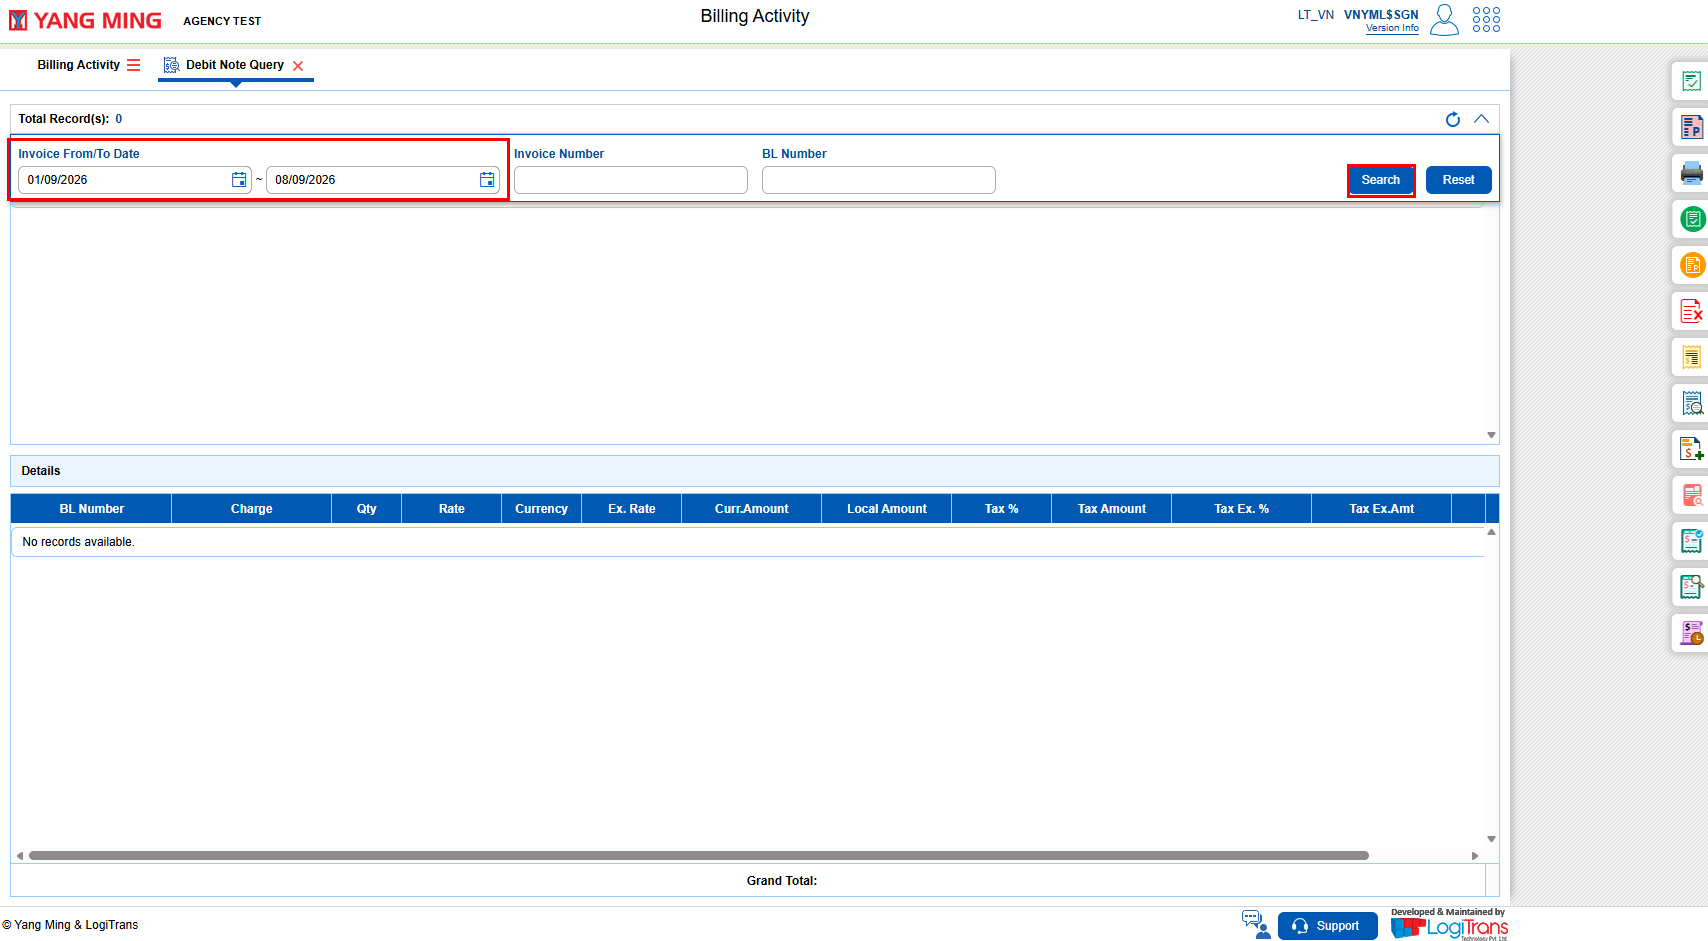 YANG MING AGENCY TEST
Billing Activity
LT_VN VNYML$SGN
Version Info
Billing Activity
Debit Note Query
Total Record(s): 0
Invoice From/To Date
Invoice Number
BL Number
01/09/2026 ~ 08/09/2026
Search
Reset
Details
BL Number Charge Qty Rate Currency Ex. Rate Curr.Amount Local Amount Tax % Tax Amount Tax Ex. % Tax Ex.Amt
No records available.
Grand Total:
© Yang Ming & LogiTrans
Support
Developed & Maintained by
LogiTrans
Technology Pvt. Ltd.